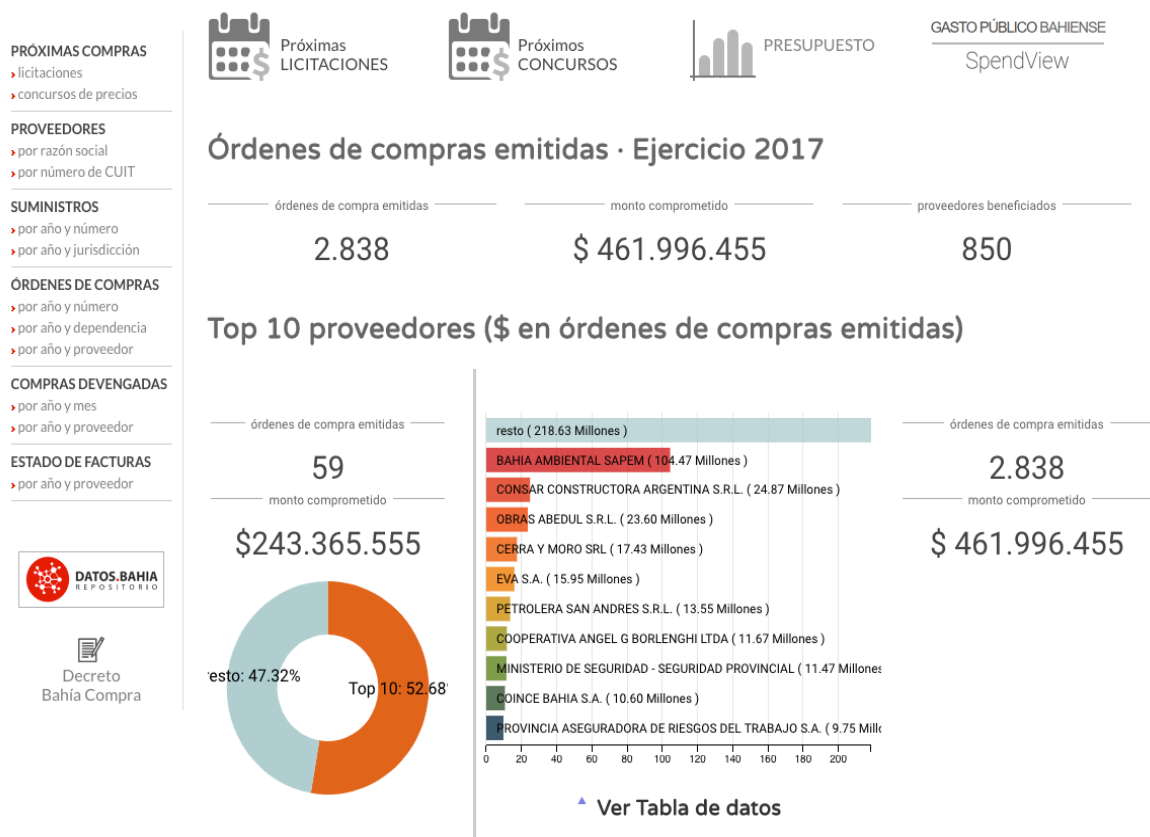 PRÓXIMAS COMPRAS
› licitaciones
› concursos de precios
PROVEEDORES
› por razón social
› por número de CUIT
SUMINISTROS
› por año y número
› por año y jurisdicción
ÓRDENES DE COMPRAS
› por año y número
› por año y dependencia
› por año y proveedor
COMPRAS DEVENGADAS
› por año y mes
› por año y proveedor
ESTADO DE FACTURAS
› por año y proveedor
DATOS.BAHIA
REPOSITORIO
Decreto
Bahía Compra
$
Próximas
LICITACIONES
$
Próximos
CONCURSOS
PRESUPUESTO
GASTO PÚBLICO BAHIENSE
SpendView
Órdenes de compras emitidas · Ejercicio 2017
órdenes de compra emitidas
2.838
monto comprometido
$ 461.996.455
proveedores beneficiados
850
Top 10 proveedores ($ en órdenes de compras emitidas)
órdenes de compra emitidas
59
monto comprometido
$243.365.555
esto: 47.32%
Top 10: 52.68
resto ( 218.63 Millones )
BAHIA AMBIENTAL SAPEM ( 104.47 Millones )
CONSAR CONSTRUCTORA ARGENTINA S.R.L. ( 24.87 Millones )
OBRAS ABEDUL S.R.L. ( 23.60 Millones )
CERRA Y MORO SRL ( 17.43 Millones )
EVA S.A. ( 15.95 Millones )
PETROLERA SAN ANDRES S.R.L. ( 13.55 Millones )
COOPERATIVA ANGEL G BORLENGHI LTDA ( 11.67 Millones )
MINISTERIO DE SEGURIDAD - SEGURIDAD PROVINCIAL ( 11.47 Millones
COINCE BAHIA S.A. ( 10.60 Millones )
PROVINCIA ASEGURADORA DE RIESGOS DEL TRABAJO S.A. ( 9.75 Millo
0 20 40 60 80 100 120 140 160 180 200
Ver Tabla de datos
órdenes de compra emitidas
2.838
monto comprometido
$ 461.996.455